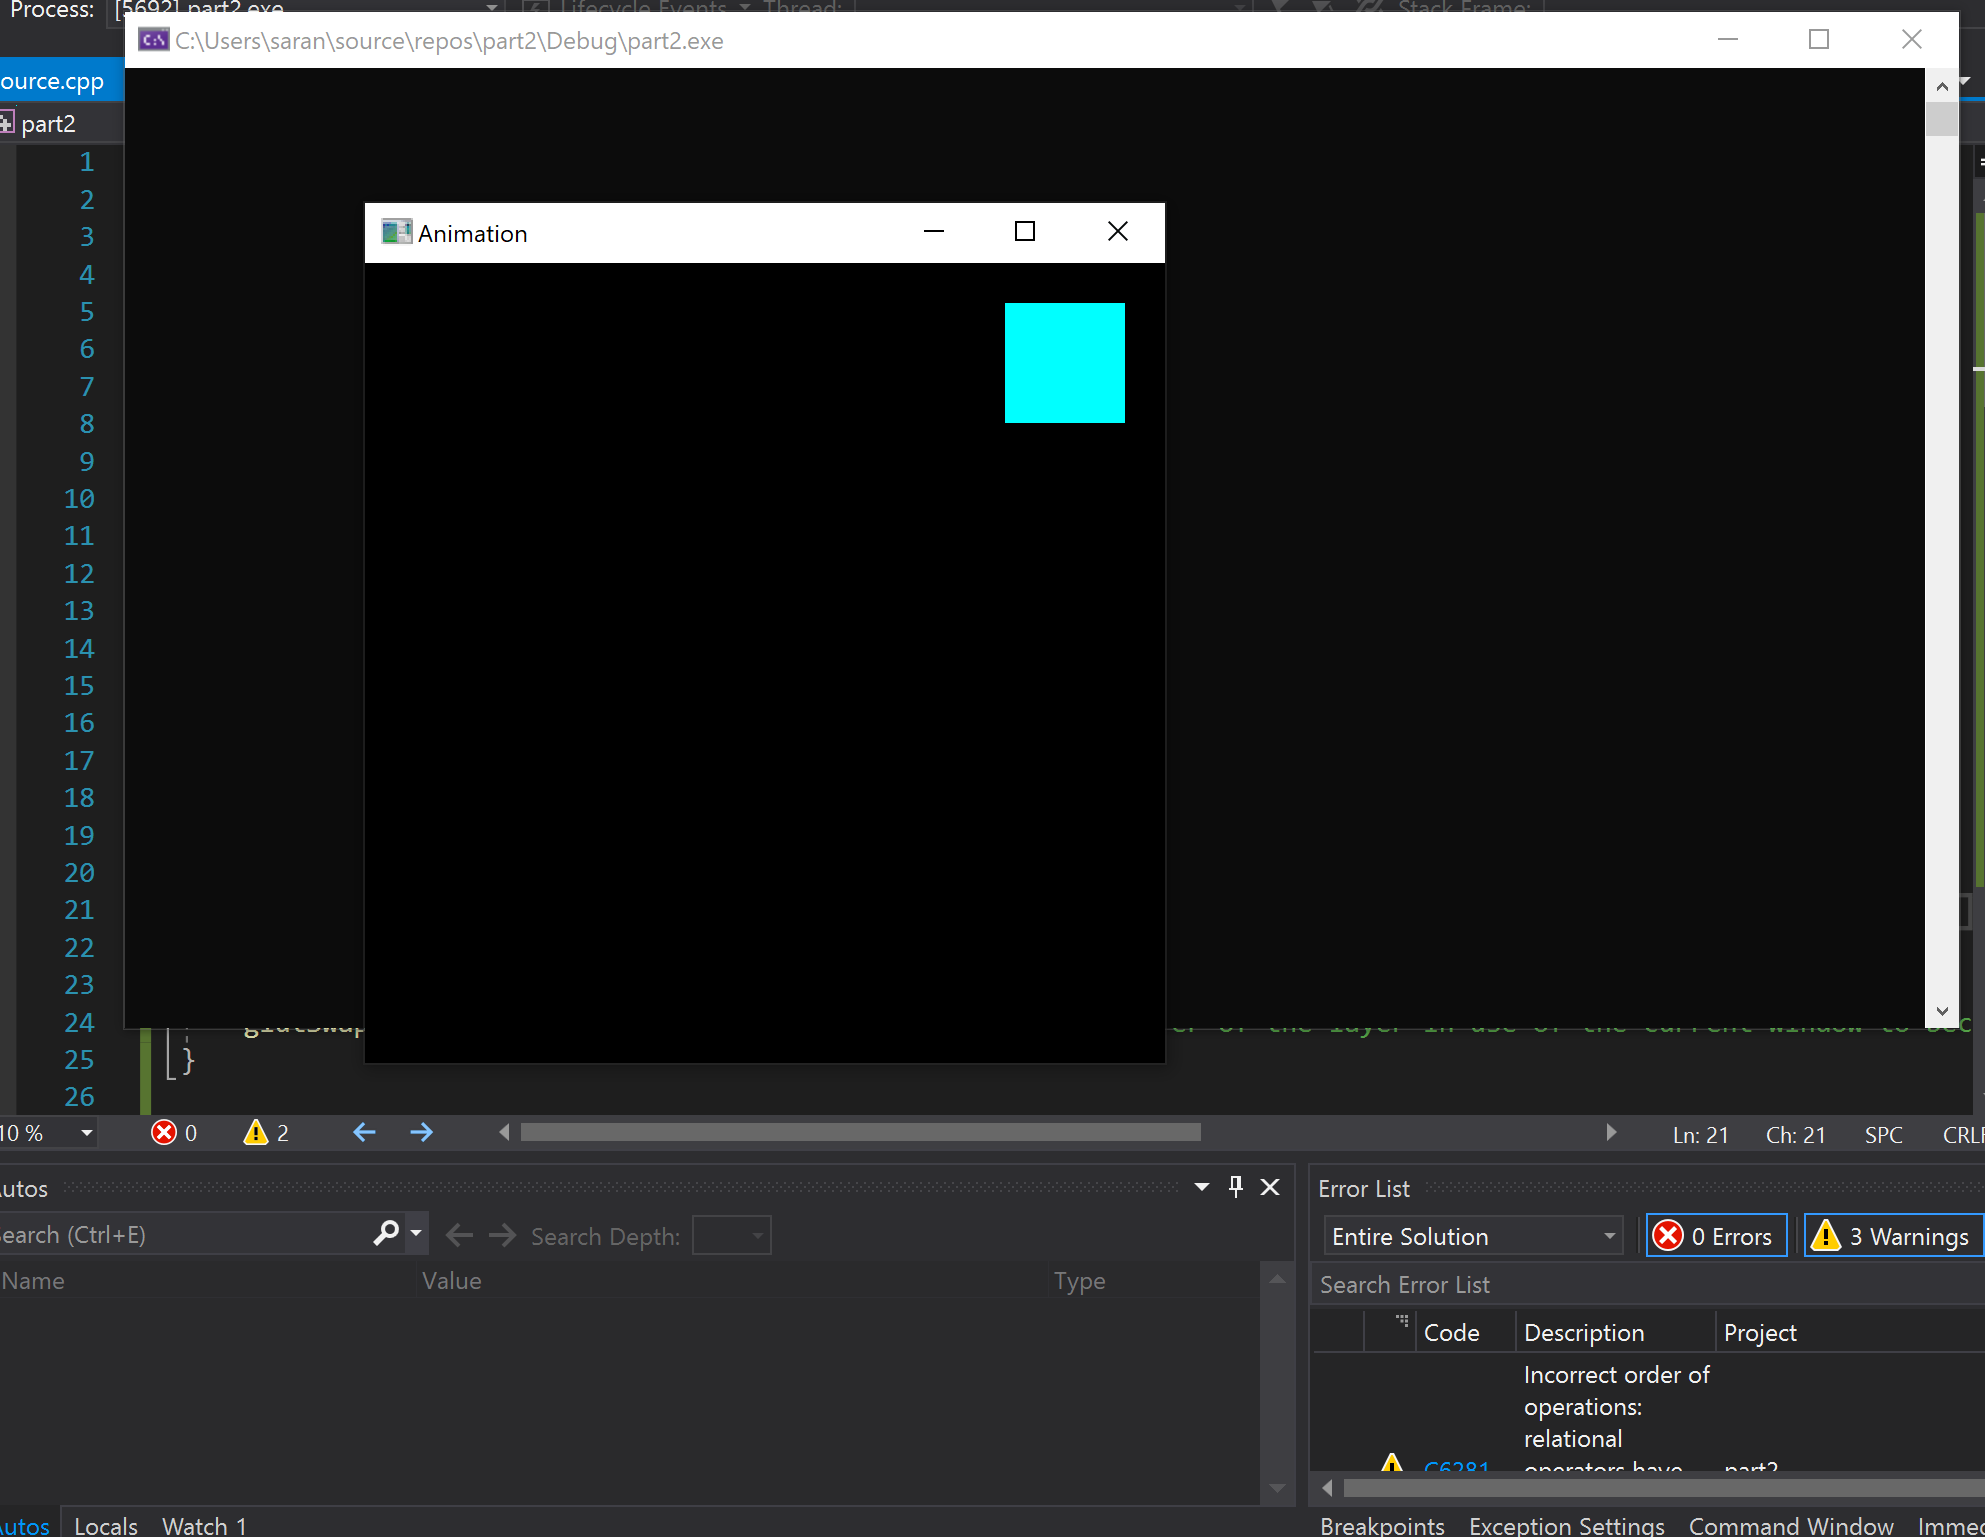 Process: [5692] part2.exe Lifecycle Events Thread: Stack Frame:
C:\Users\saran\source\repos\part2\Debug\part2.exe
ource.cpp
part2
1
2
3
4
5
6
7
8
9
10
11
12
13
14
15
16
17
18
19
20
21
22
23
24
25
26
Animation
glutSwap er of the layer in use of the current window to bec
}
10 % 0 2 Ln: 21 Ch: 21 SPC CRLF
utos
earch (Ctrl+E) Search Depth:
Name Value Type
Autos Locals Watch 1
Error List
Entire Solution 0 Errors 3 Warnings
Search Error List
Code Description Project
Incorrect order of
operations:
relational
C6281 operators have part2
Breakpoints Exception Settings Command Window Immed